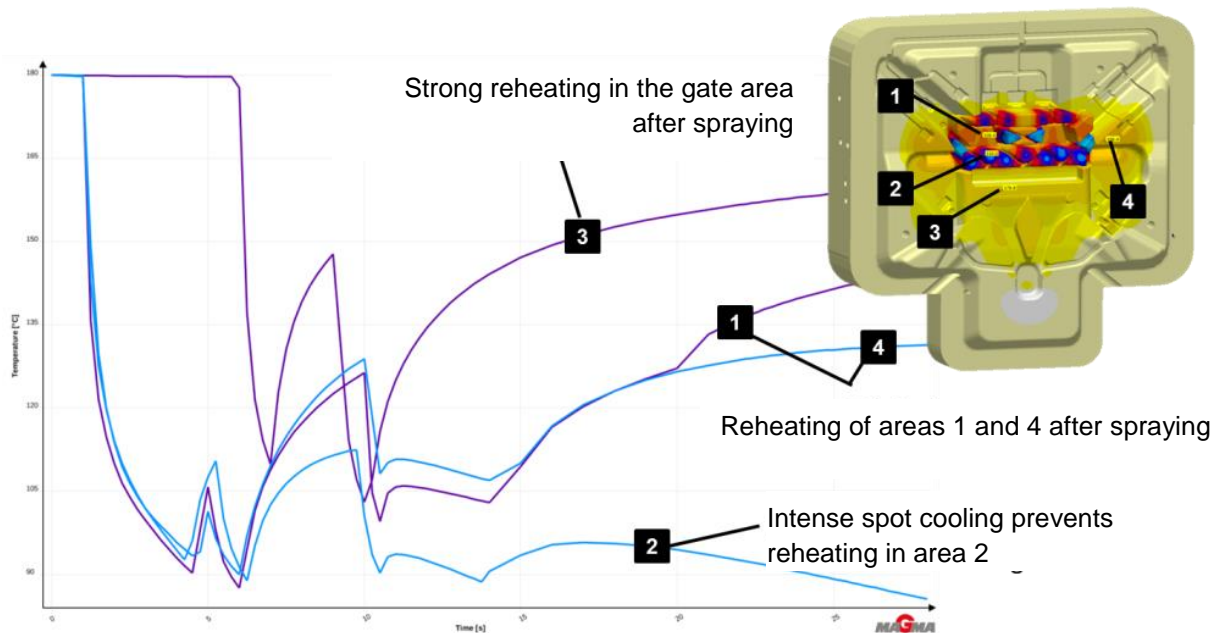 Strong reheating in the gate area
after spraying
180
165
150
135
120
105
90
Temperature [°C]
0
5
10
15
20
25
Time [s]
1
2
3
4
3
1
4
2
Reheating of areas 1 and 4 after spraying
Intense spot cooling prevents
reheating in area 2
MAGMA